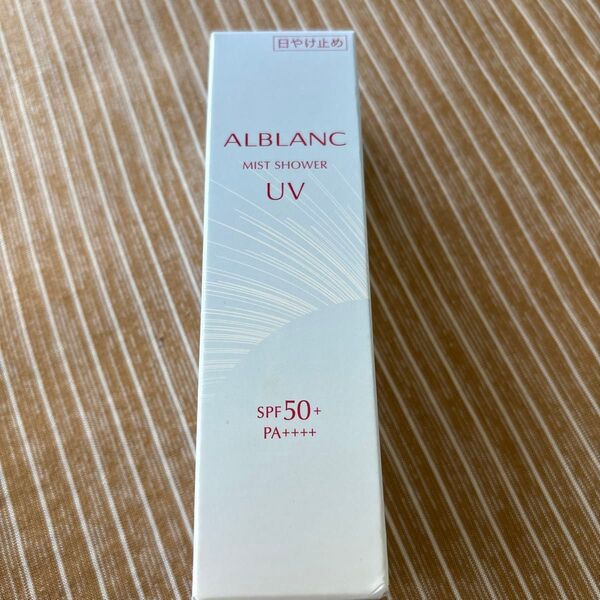 日やけ止め
ALBLANC
MIST SHOWER
UV
SPF50+
PA++++